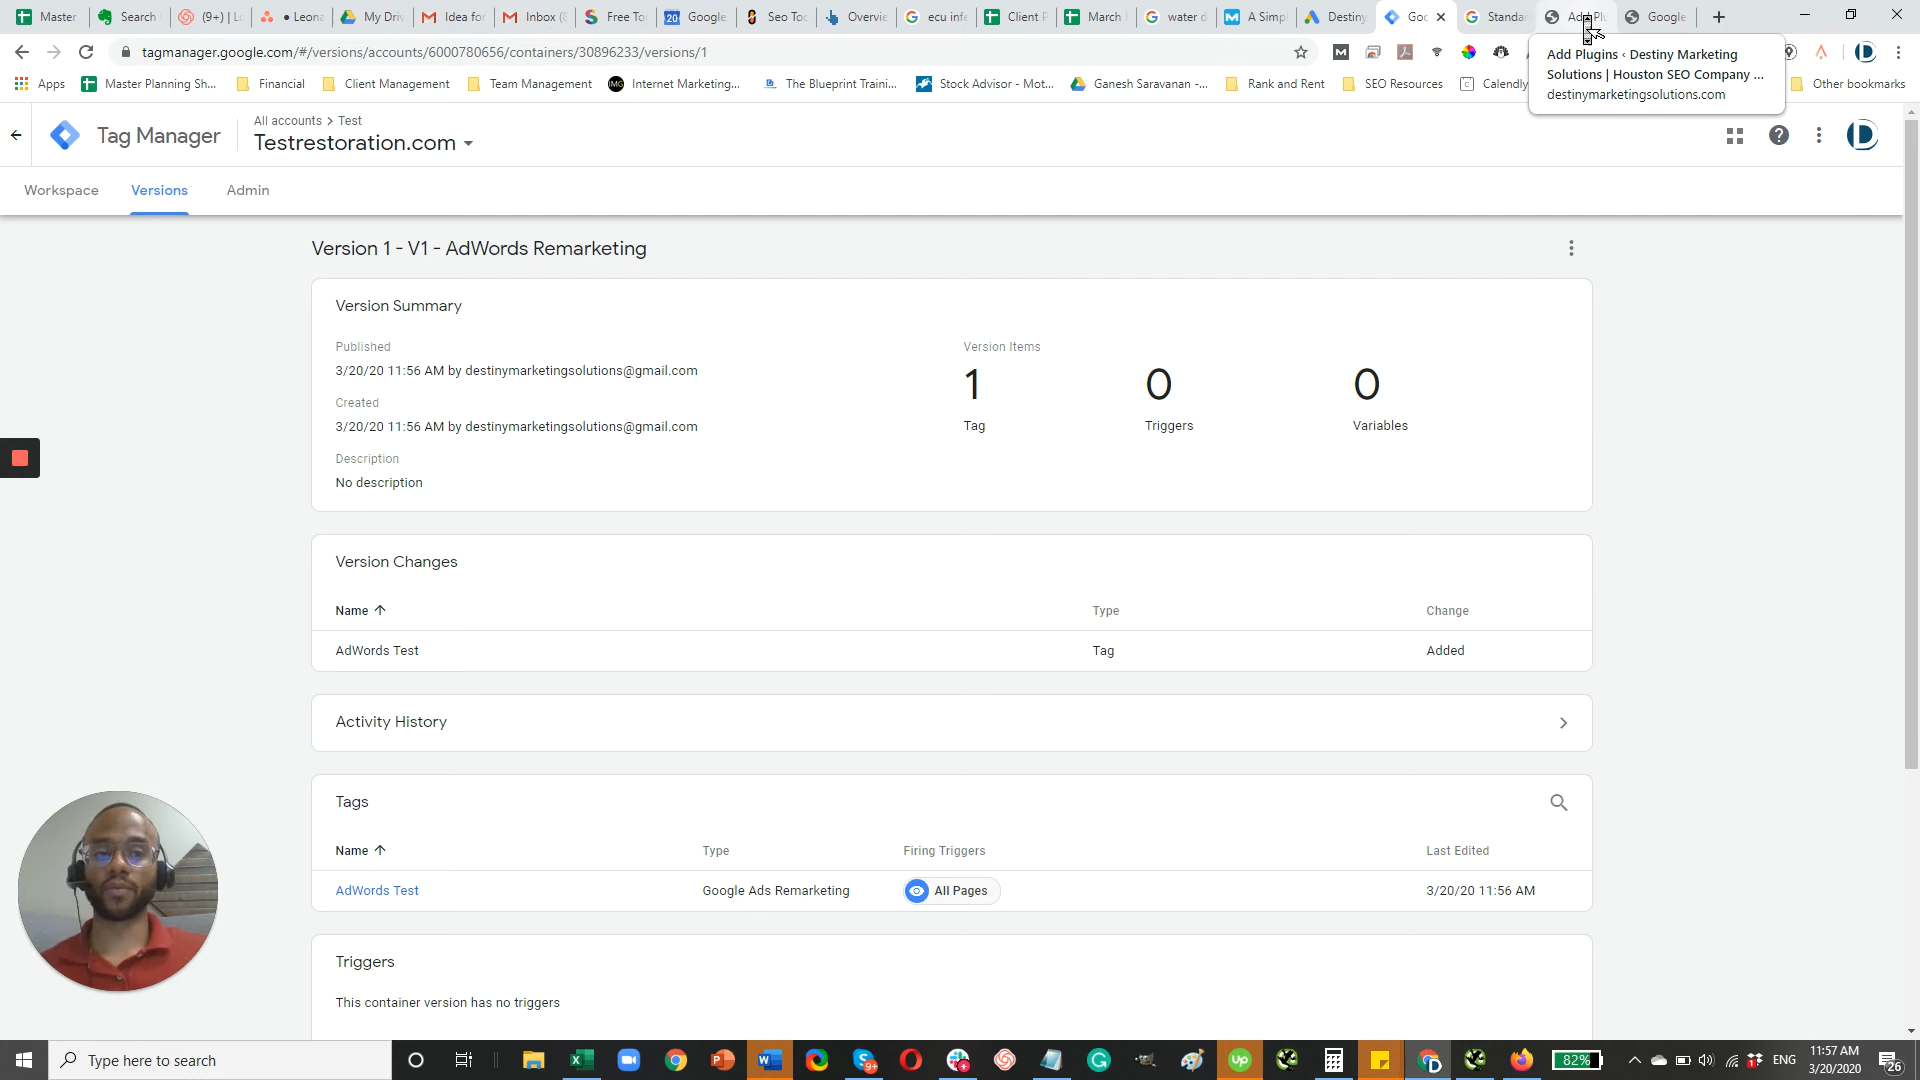 Master
Search
(9+) | Lo
Leona
My Driv
Idea for
Inbox (8
Free To
Google
Seo Too
Overvie
ecu info
Client P
March
water d
A Simp
Destiny
Goo
Standar
Add Plu
Google
tagmanager.google.com/#/versions/accounts/6000780656/containers/30896233/versions/1
Apps
Master Planning Sh...
Financial
Client Management
Team Management
Internet Marketing...
The Blueprint Traini...
Stock Advisor - Mot...
Ganesh Saravanan -...
Rank and Rent
SEO Resources
Calendly
Other bookmarks
Add Plugins ‹ Destiny Marketing
Solutions | Houston SEO Company ...
destinymarketingsolutions.com
Tag Manager
All accounts > Test
Testrestoration.com
Workspace
Versions
Admin
Version 1 - V1 - AdWords Remarketing
Version Summary
Published
3/20/20 11:56 AM by destinymarketingsolutions@gmail.com
Created
3/20/20 11:56 AM by destinymarketingsolutions@gmail.com
Description
No description
Version Items
1 0 0
Tag Triggers Variables
Version Changes
Name Type Change
AdWords Test Tag Added
Activity History
Tags
Name Type Firing Triggers Last Edited
AdWords Test Google Ads Remarketing All Pages 3/20/20 11:56 AM
Triggers
This container version has no triggers
Type here to search
82%
ENG
11:57 AM
3/20/2020
26